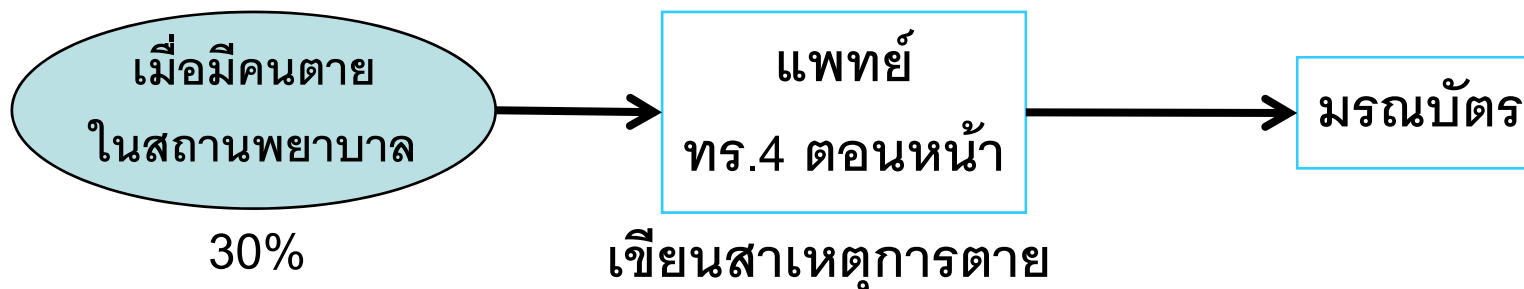 เมื่อมีคนตาย
ในสถานพยาบาล
30%
แพทย์
ทร.4 ตอนหน้า
เขียนสาเหตุการตาย
มรณบัตร